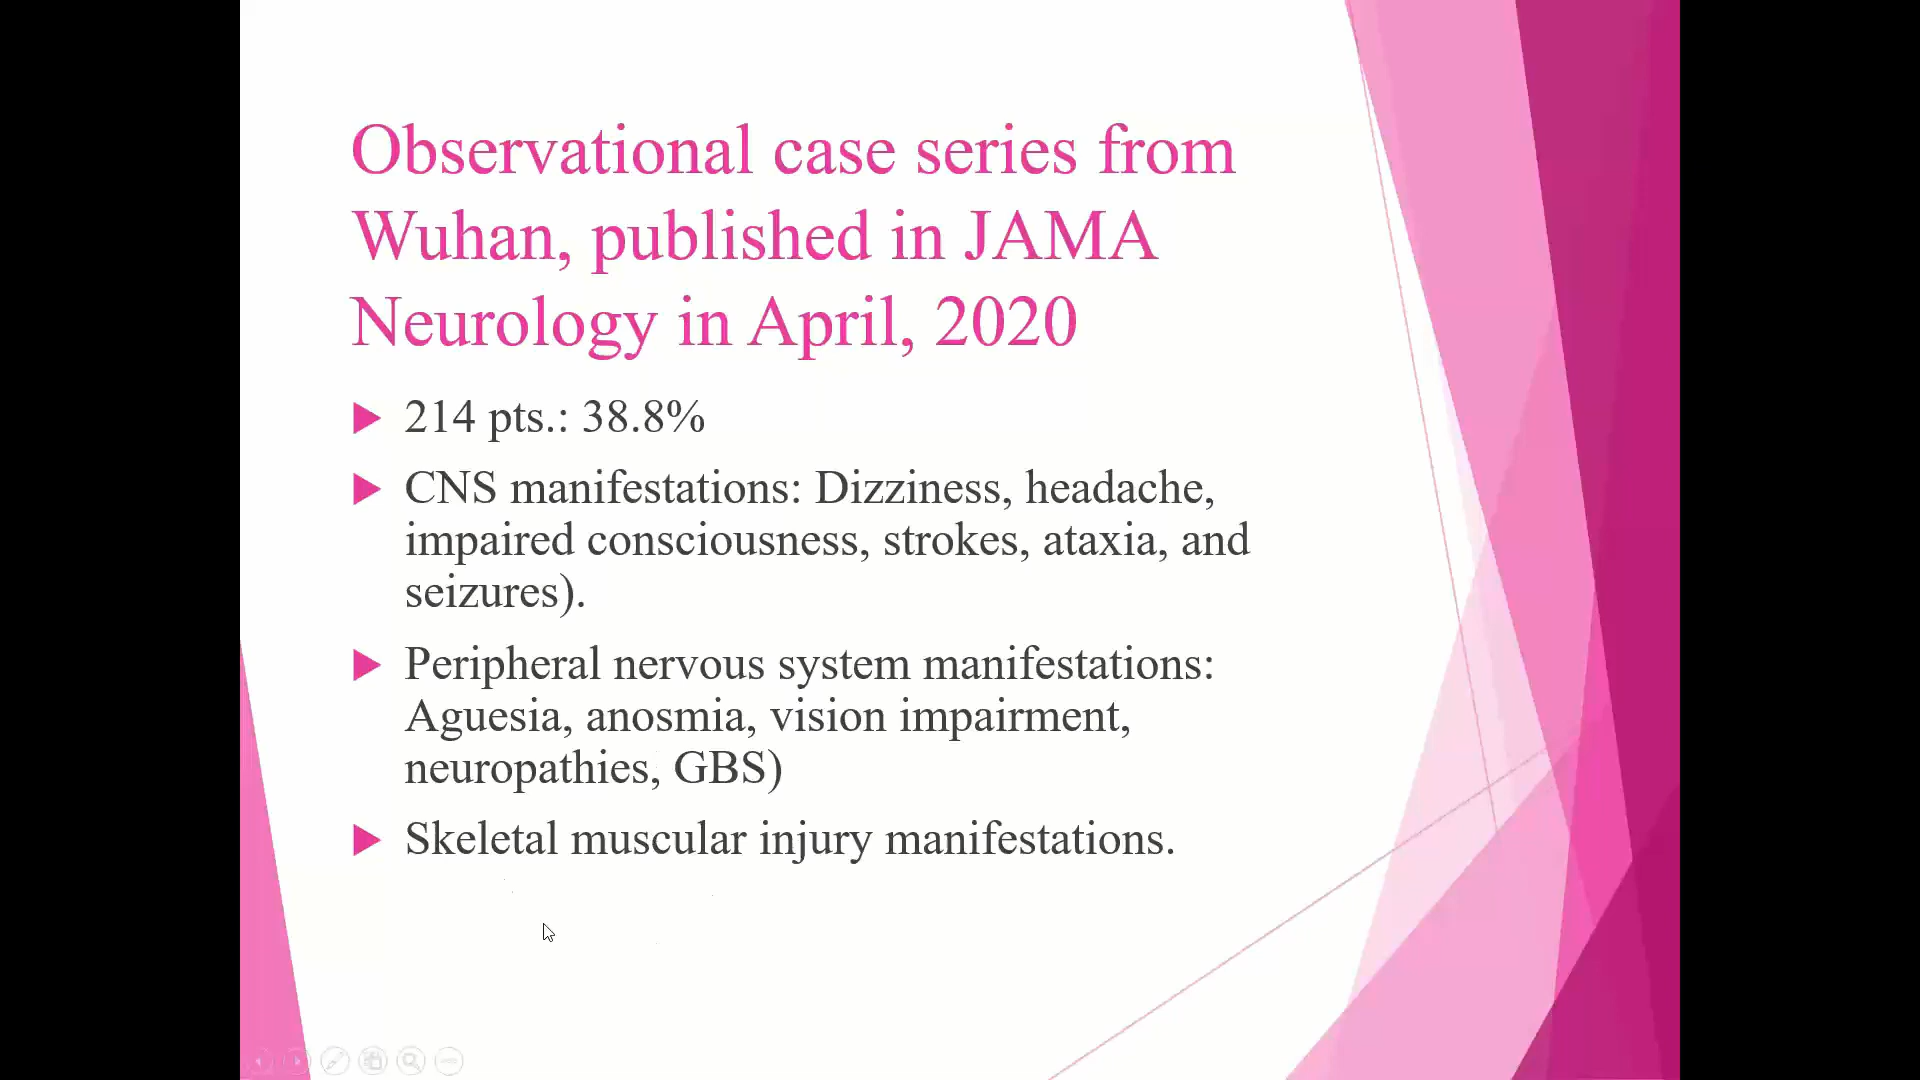 Observational case series from
Wuhan, published in JAMA
Neurology in April, 2020
214 pts.: 38.8%
CNS manifestations: Dizziness, headache,
impaired consciousness, strokes, ataxia, and
seizures).
Peripheral nervous system manifestations:
Aguesia, anosmia, vision impairment,
neuropathies, GBS)
Skeletal muscular injury manifestations.